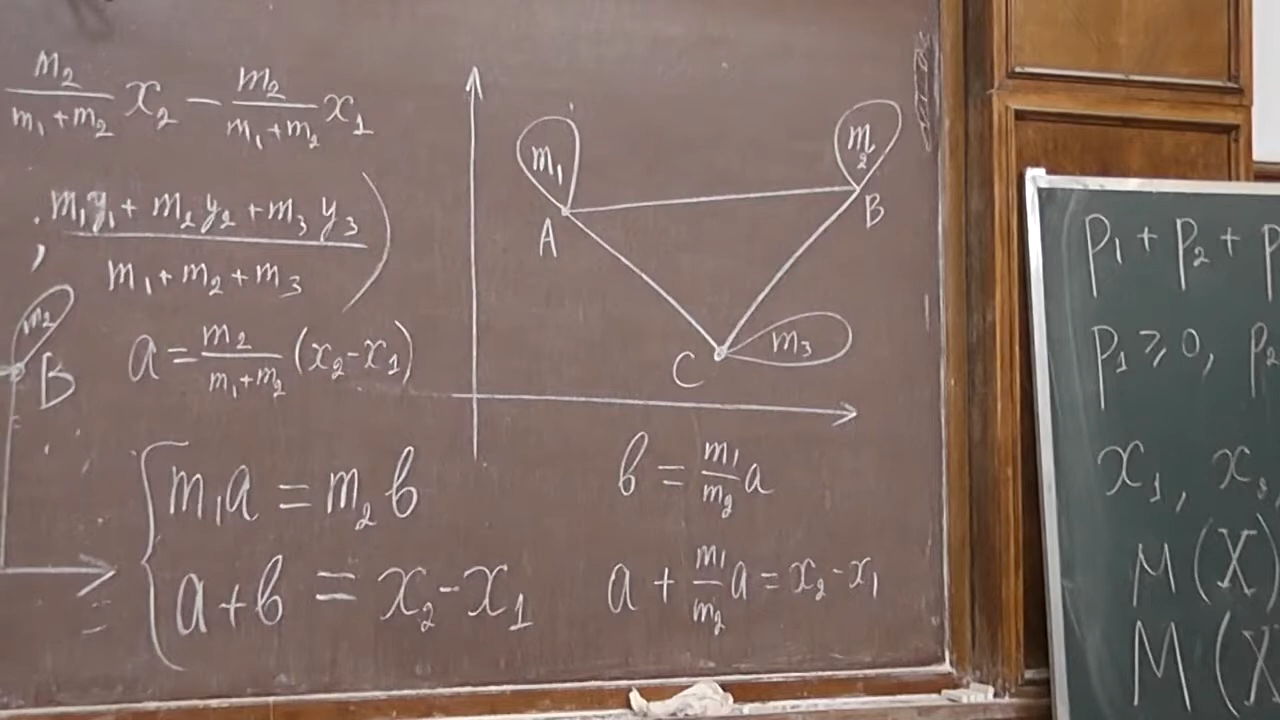 m₂/(m₁+m₂) x₂ − m₂/(m₁+m₂) x₁
; (m₁y₁ + m₂y₂ + m₃y₃)/(m₁+m₂+m₃) )
m₂
B
a = m₂/(m₁+m₂) (x₂−x₁)
{ m₁a = m₂b
a+b = x₂−x₁
m₁
m₂
A
B
C
m₃
b = m₁/m₂ a
a + m₁/m₂ a = x₂−x₁
p₁ + p₂ + p
p₁ ⩾ 0, p₂
x₁, x₂,
M(X)
M(X